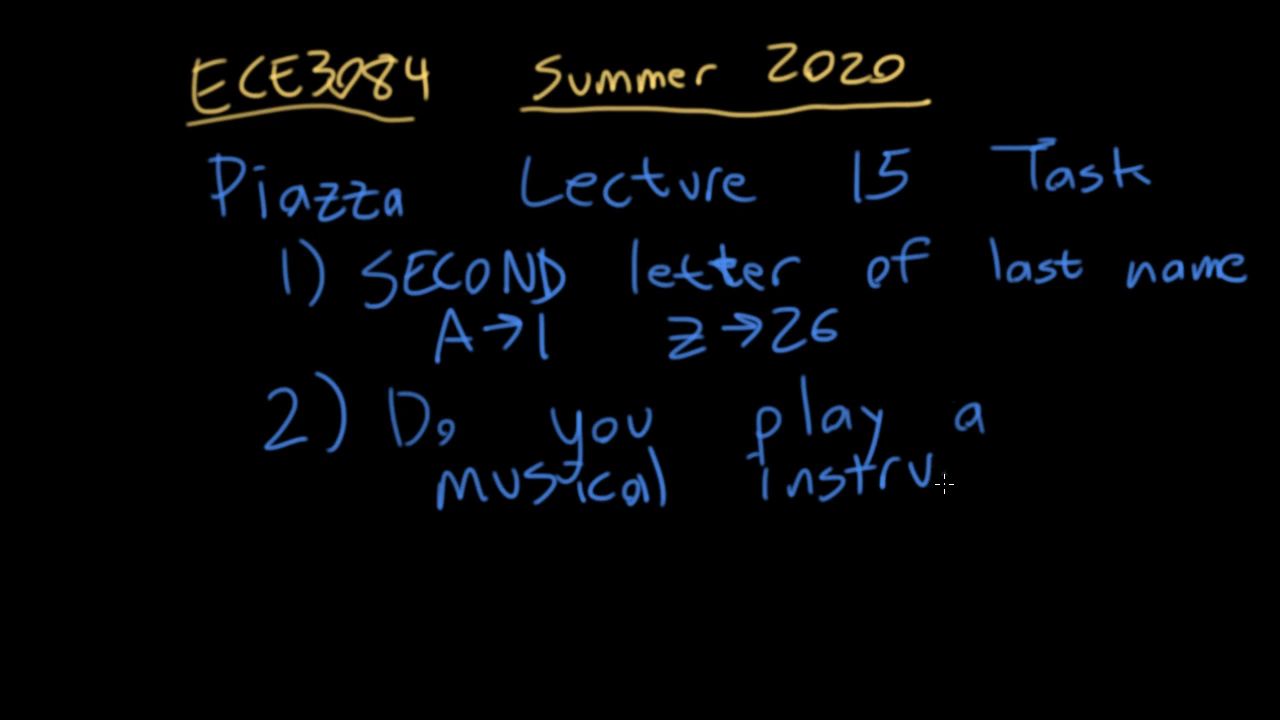 ECE3084 Summer 2020
Piazza Lecture 15 Task
1) SECOND letter of last name
A→1 Z→26
2) Do you play a
musical instru